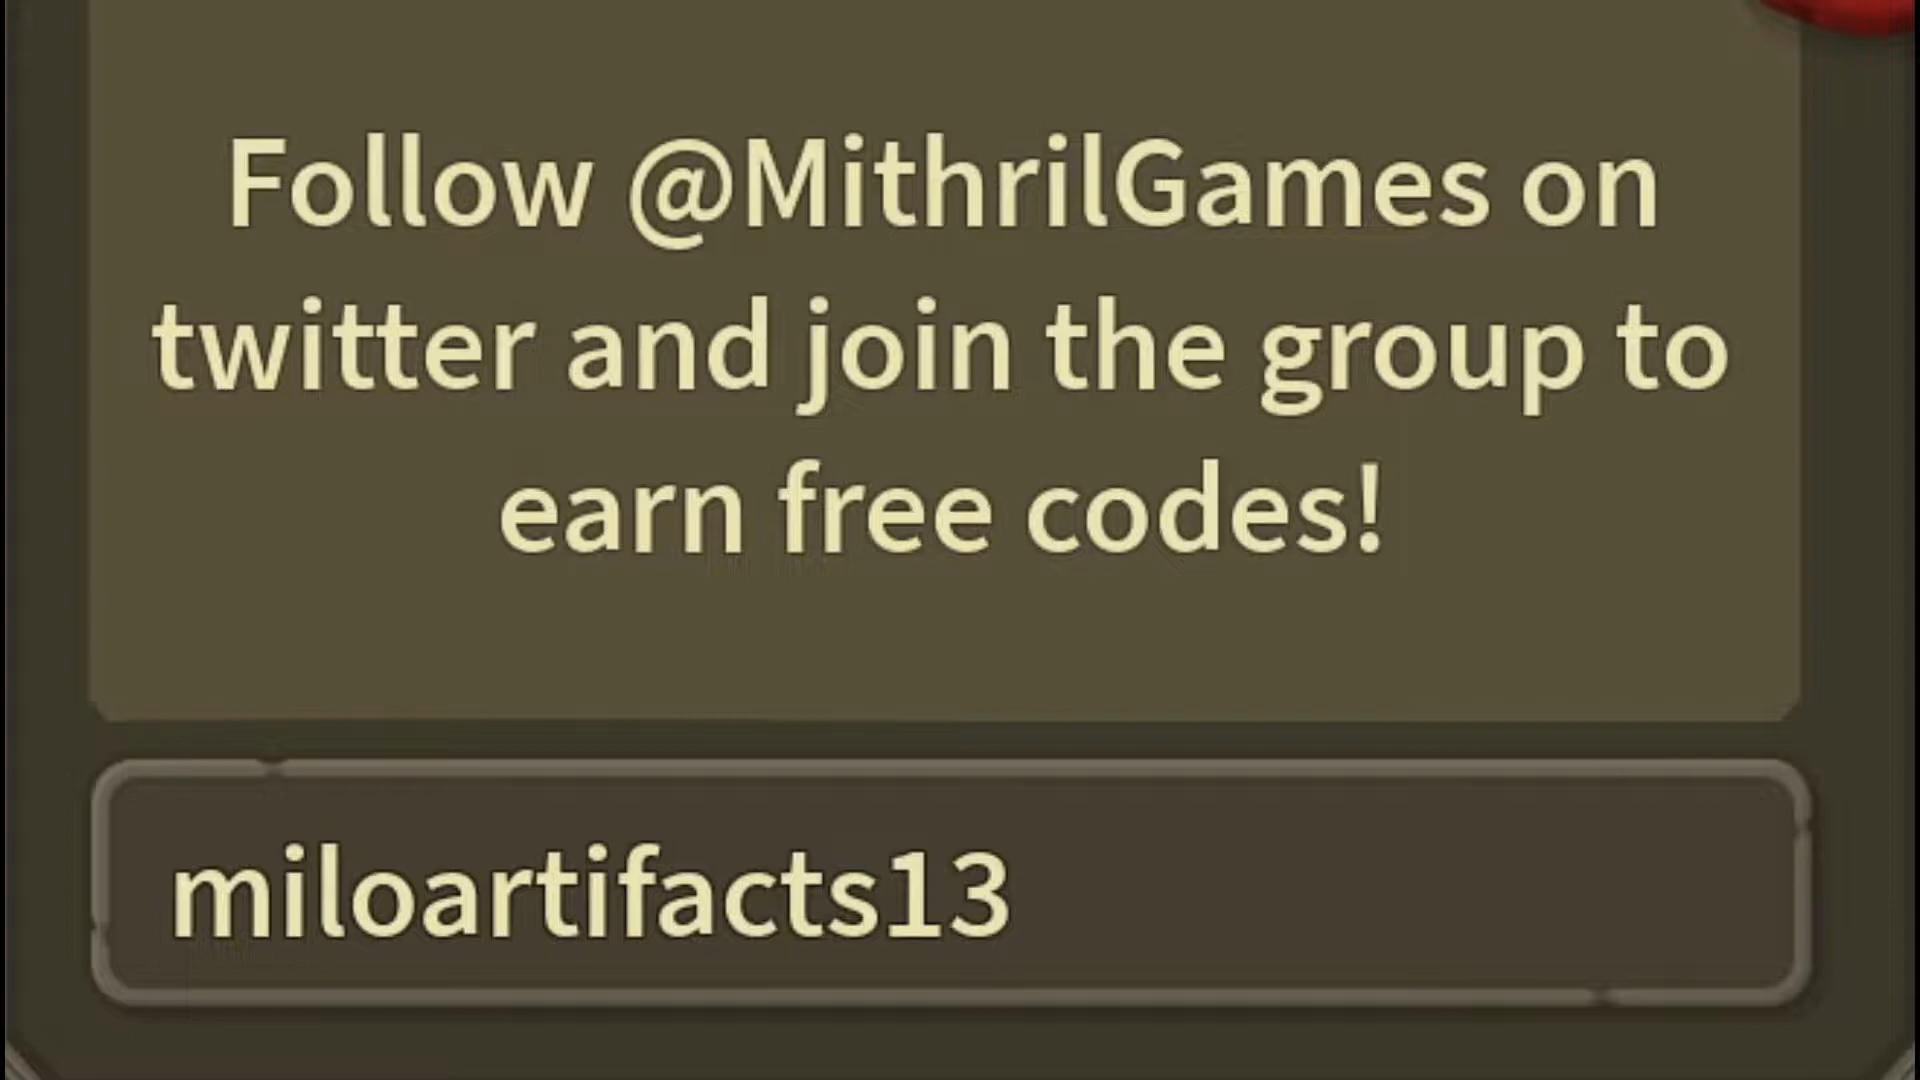 Follow @MithrilGames on
twitter and join the group to
earn free codes!
miloartifacts13